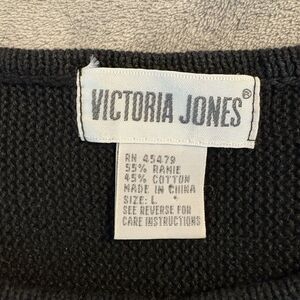 VICTORIA JONES®
RN 45479
55% RAMIE
45% COTTON
MADE IN CHINA
SIZE: L
SEE REVERSE FOR
CARE INSTRUCTIONS